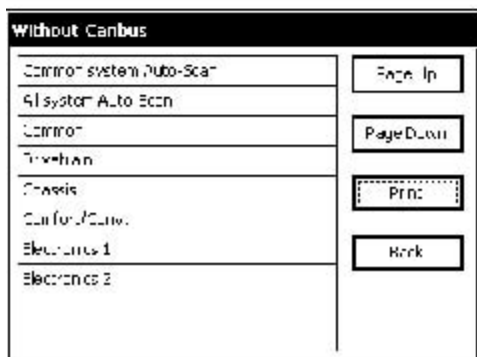 Without Canbus
Common system Auto-Scan
All system Auto Scan
Common
Drivetrain
Chassis
Comfort/Conv.
Electronics 1
Electronics 2
Page Up
Page Down
Print
Back